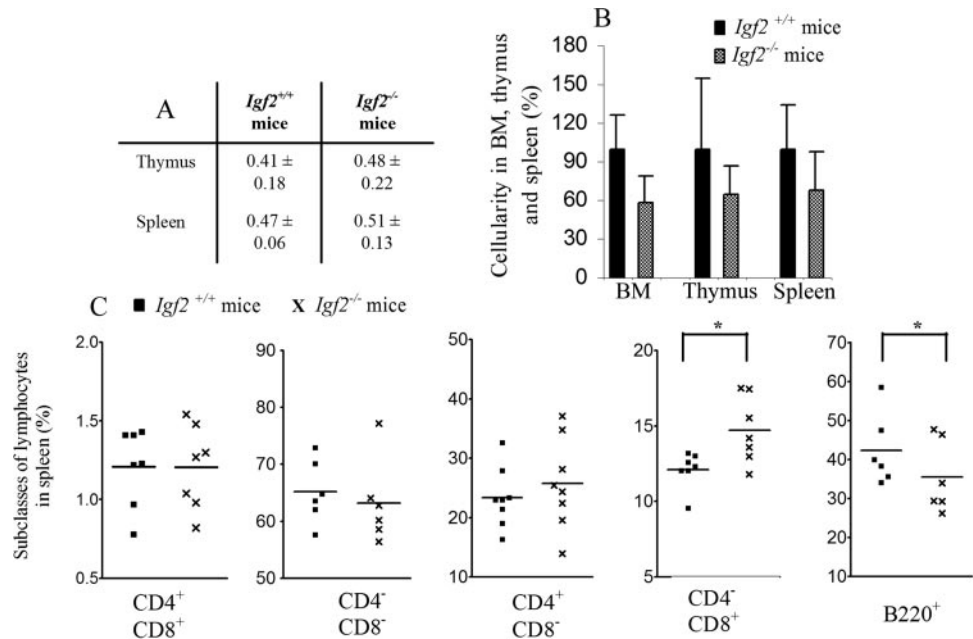 A
Igf2+/+ mice
Igf2-/- mice
Thymus
0.41 ± 0.18
0.48 ± 0.22
Spleen
0.47 ± 0.06
0.51 ± 0.13
B
Igf2 +/+ mice
Igf2-/- mice
Cellularity in BM, thymus
and spleen (%)
180
150
120
90
60
30
0
BM Thymus Spleen
C
Igf2 +/+ mice
X Igf2-/- mice
Subclasses of lymphocytes
in spleen (%)
2.0
1.5
1.0
0.5
CD4+
CD8+
90
80
70
60
50
CD4-
CD8-
50
40
30
20
10
CD4+
CD8-
*
20
15
10
5
CD4-
CD8+
*
70
60
50
40
30
20
10
B220+